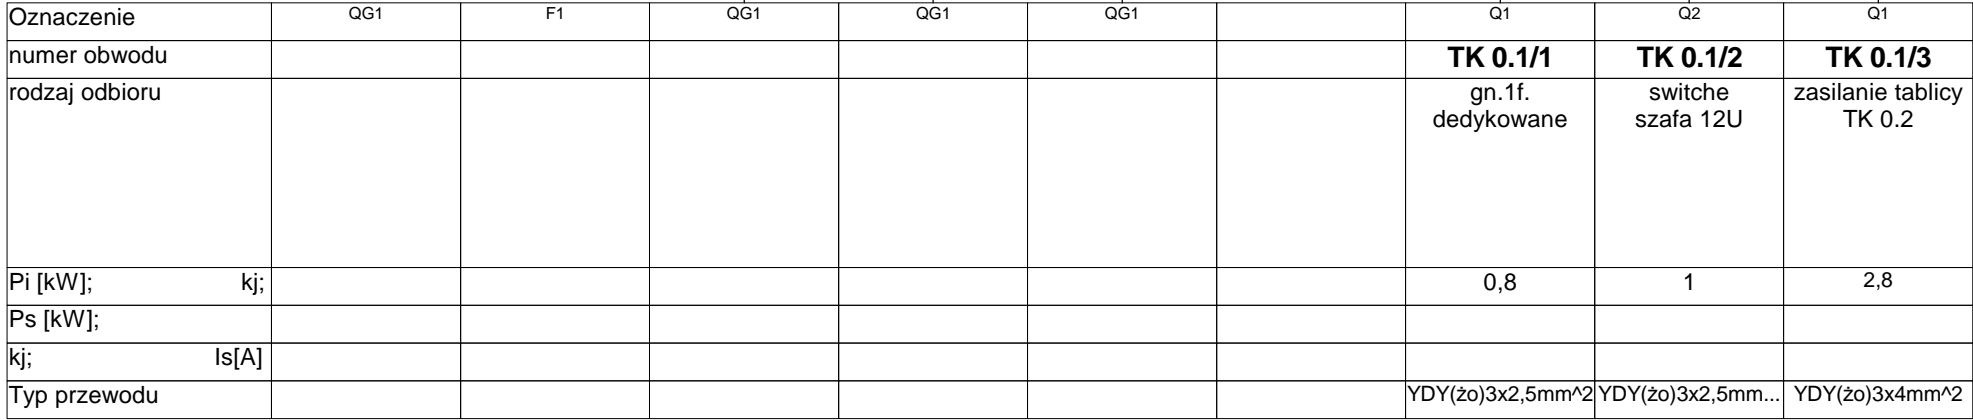 Oznaczenie QG1 F1 QG1 QG1 QG1 Q1 Q2 Q1
numer obwodu TK 0.1/1 TK 0.1/2 TK 0.1/3
rodzaj odbioru gn.1f. switche zasilanie tablicy
dedykowane szafa 12U TK 0.2
Pi [kW]; kj; 0,8 1 2,8
Ps [kW];
kj; Is[A]
Typ przewodu YDY(żo)3x2,5mm^2 YDY(żo)3x2,5mm... YDY(żo)3x4mm^2